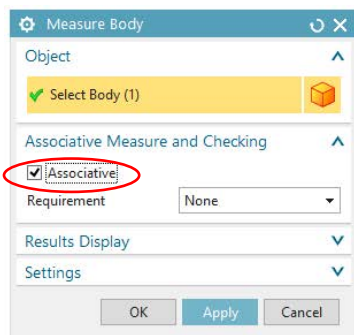 Measure Body
Object
Select Body (1)
Associative Measure and Checking
Associative
Requirement None
Results Display
Settings
OK Apply Cancel